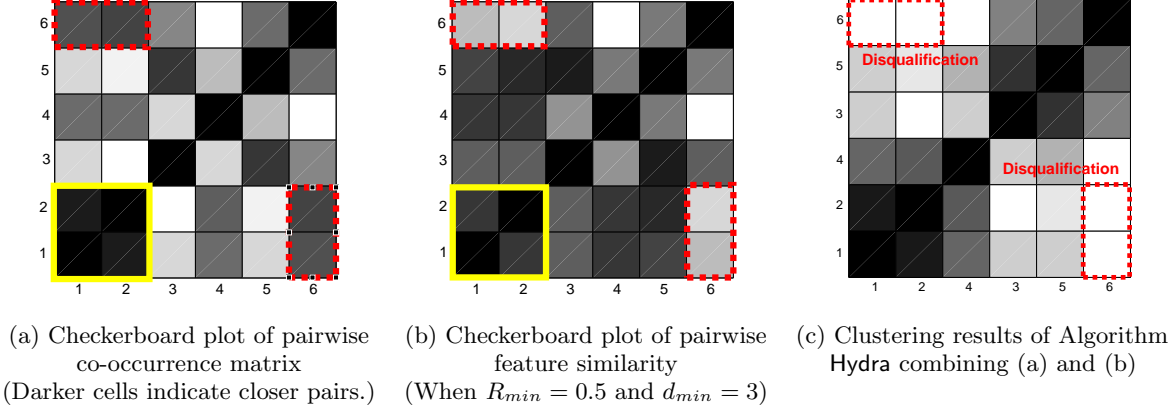 6
5
4
3
2
1
1 2 3 4 5 6
6
5
4
3
2
1
1 2 3 4 5 6
6
Disqualification
5
3
4
Disqualification
2
1
1 2 4 3 5 6
(a) Checkerboard plot of pairwise
co-occurrence matrix
(Darker cells indicate closer pairs.)
(b) Checkerboard plot of pairwise
feature similarity
(When R_min = 0.5 and d_min = 3)
(c) Clustering results of Algorithm
Hydra combining (a) and (b)